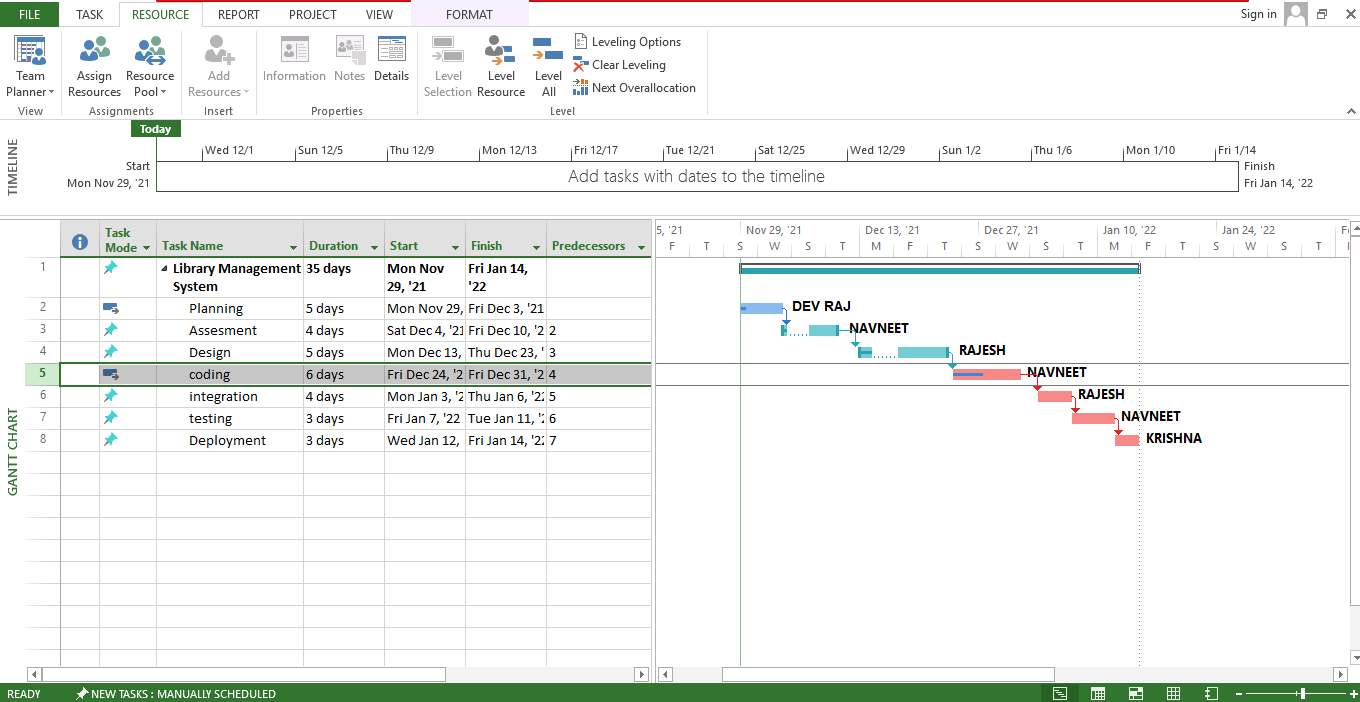 FILE TASK RESOURCE REPORT PROJECT VIEW FORMAT Sign in
Team Planner
Assign Resources
Resource Pool
Add Resources
Information
Notes
Details
Level Selection
Level Resource
Level All
Leveling Options
Clear Leveling
Next Overallocation
View Assignments Insert Properties Level
TIMELINE
Today
Wed 12/1 Sun 12/5 Thu 12/9 Mon 12/13 Fri 12/17 Tue 12/21 Sat 12/25 Wed 12/29 Sun 1/2 Thu 1/6 Mon 1/10 Fri 1/14
Start
Mon Nov 29, '21
Add tasks with dates to the timeline
Finish
Fri Jan 14, '22
GANTT CHART
Task Mode Task Name Duration Start Finish Predecessors
1 Library Management System 35 days Mon Nov 29, '21 Fri Jan 14, '22
2 Planning 5 days Mon Nov 29, Fri Dec 3, '21
3 Assesment 4 days Sat Dec 4, '21 Fri Dec 10, '2 2
4 Design 5 days Mon Dec 13, Thu Dec 23, ' 3
5 coding 6 days Fri Dec 24, '2 Fri Dec 31, '2 4
6 integration 4 days Mon Jan 3, '2 Thu Jan 6, '2 5
7 testing 3 days Fri Jan 7, '22 Tue Jan 11, '2 6
8 Deployment 3 days Wed Jan 12, Fri Jan 14, '2 7
5, '21 Nov 29, '21 Dec 13, '21 Dec 27, '21 Jan 10, '22 Jan 24, '22 F
F T S W T M F T S W S T M F T S W S T
DEV RAJ
NAVNEET
RAJESH
NAVNEET
RAJESH
NAVNEET
KRISHNA
READY NEW TASKS : MANUALLY SCHEDULED